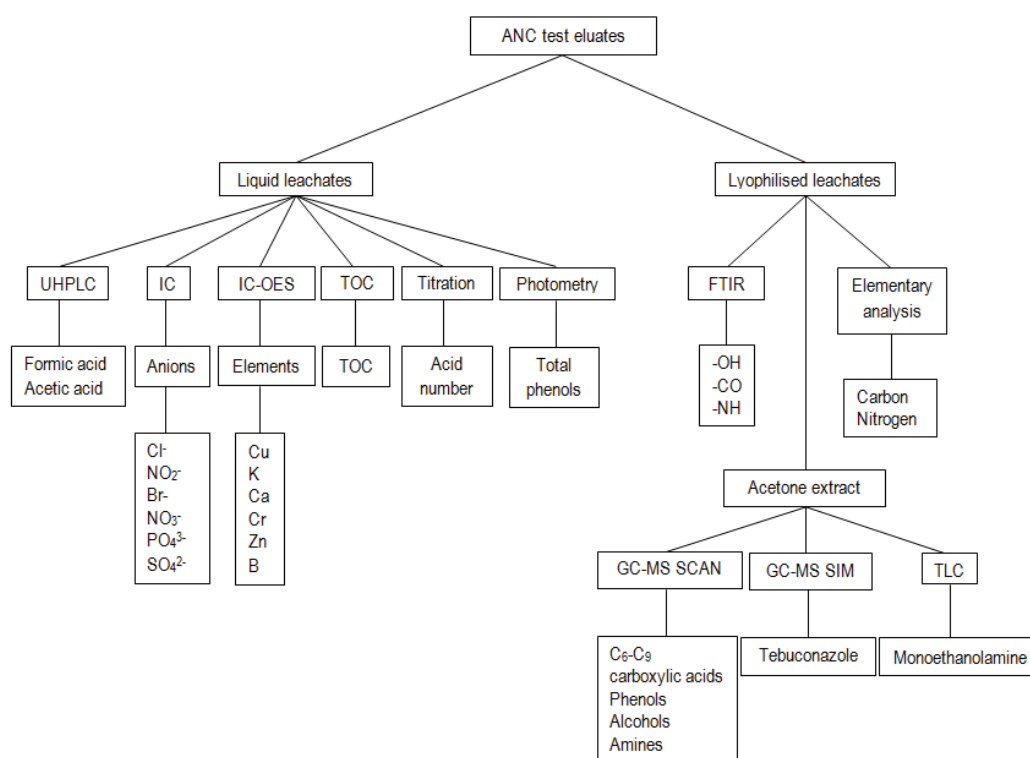 ANC test eluates
Liquid leachates
Lyophilised leachates
UHPLC
IC
IC-OES
TOC
Titration
Photometry
FTIR
Elementary
analysis
Formic acid
Acetic acid
Anions
Elements
TOC
Acid
number
Total
phenols
-OH
-CO
-NH
Carbon
Nitrogen
Cl⁻
NO₂⁻
Br-
NO₃⁻
PO₄³⁻
SO₄²⁻
Cu
K
Ca
Cr
Zn
B
Acetone extract
GC-MS SCAN
GC-MS SIM
TLC
C₆-C₉
carboxylic acids
Phenols
Alcohols
Amines
Tebuconazole
Monoethanolamine